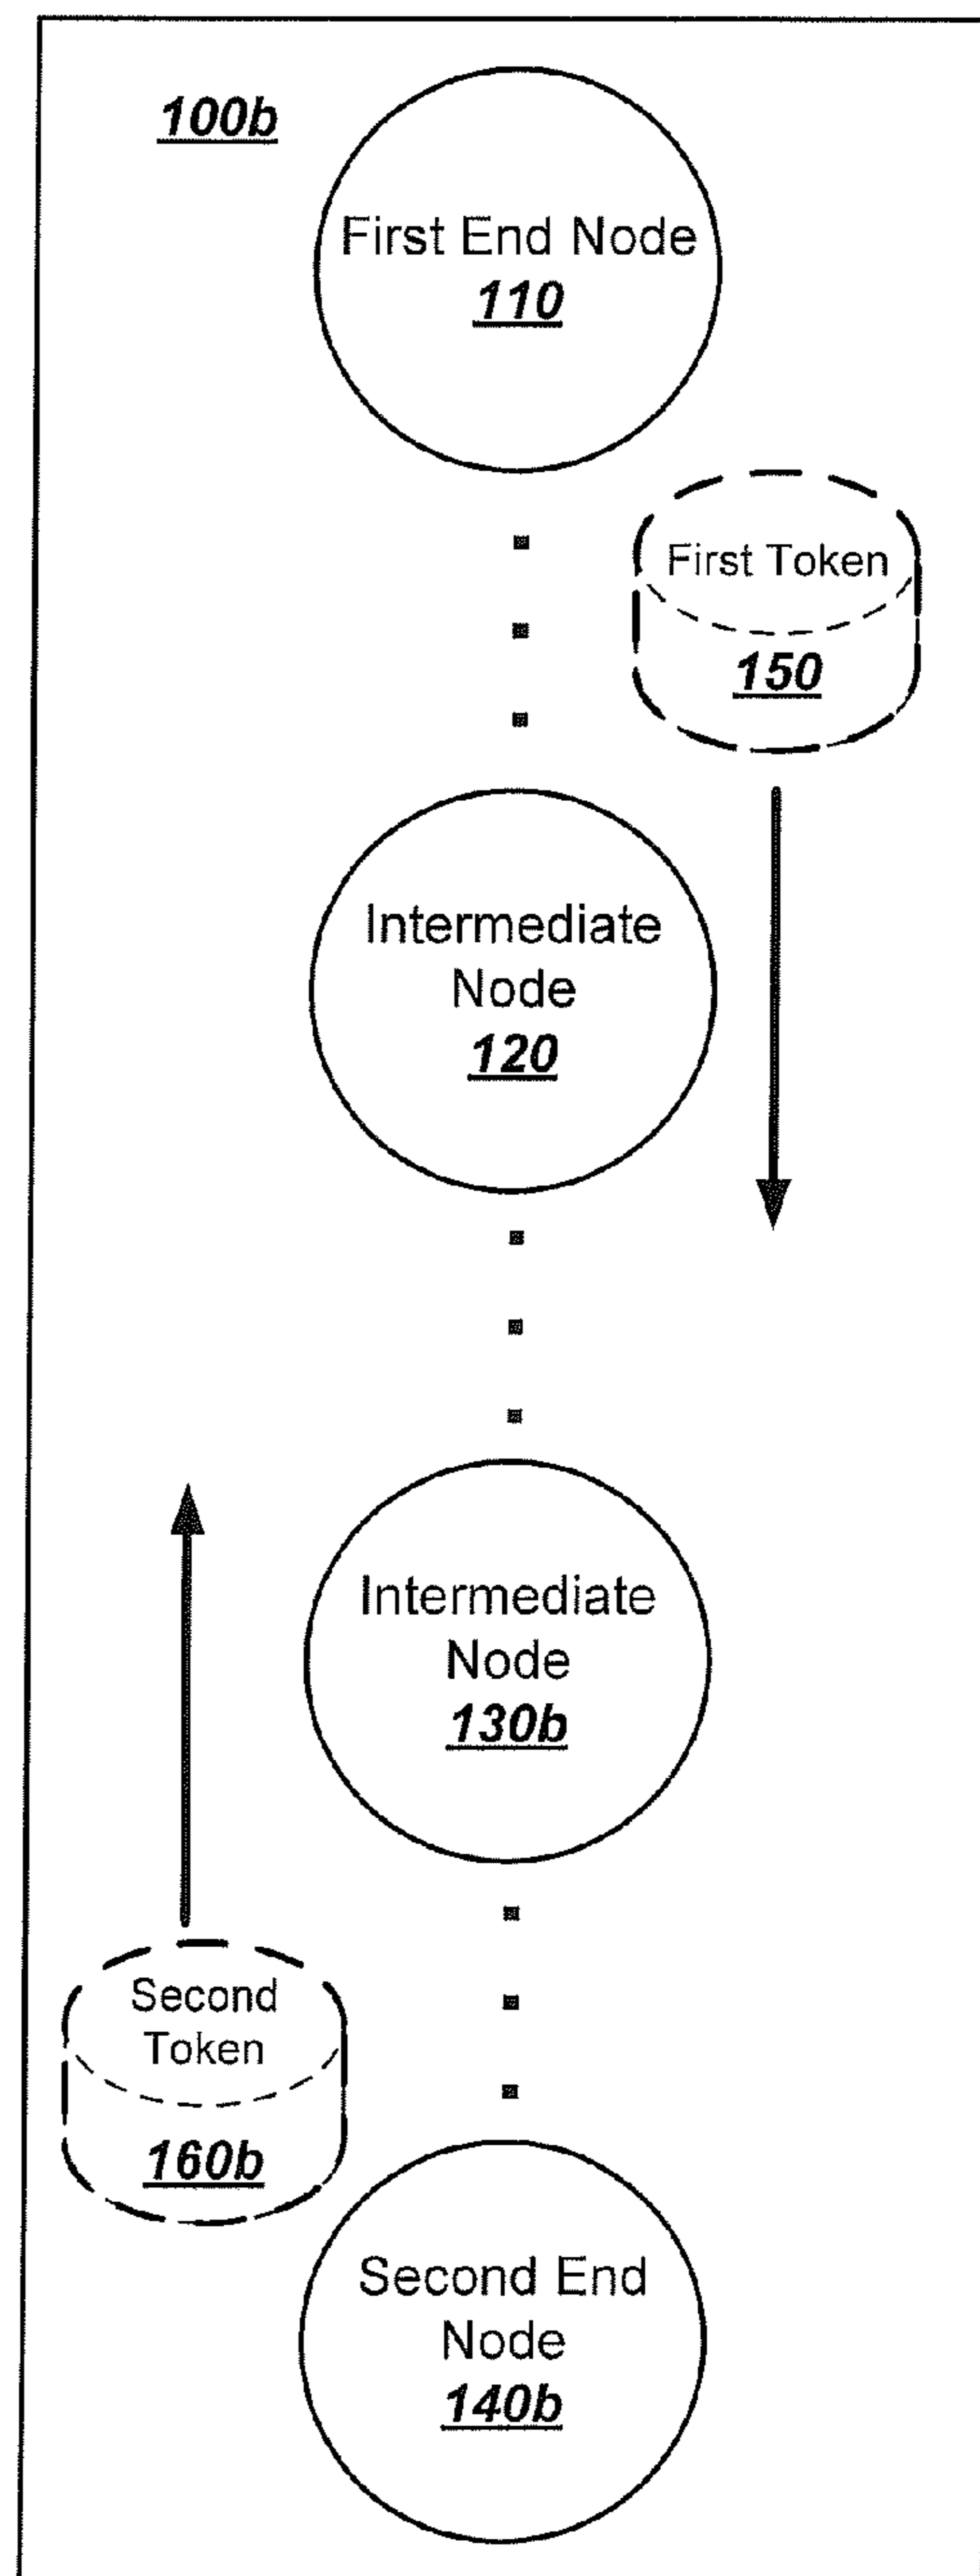 100b
First End Node
110
First Token
150
Intermediate
Node
120
Intermediate
Node
130b
Second
Token
160b
Second End
Node
140b